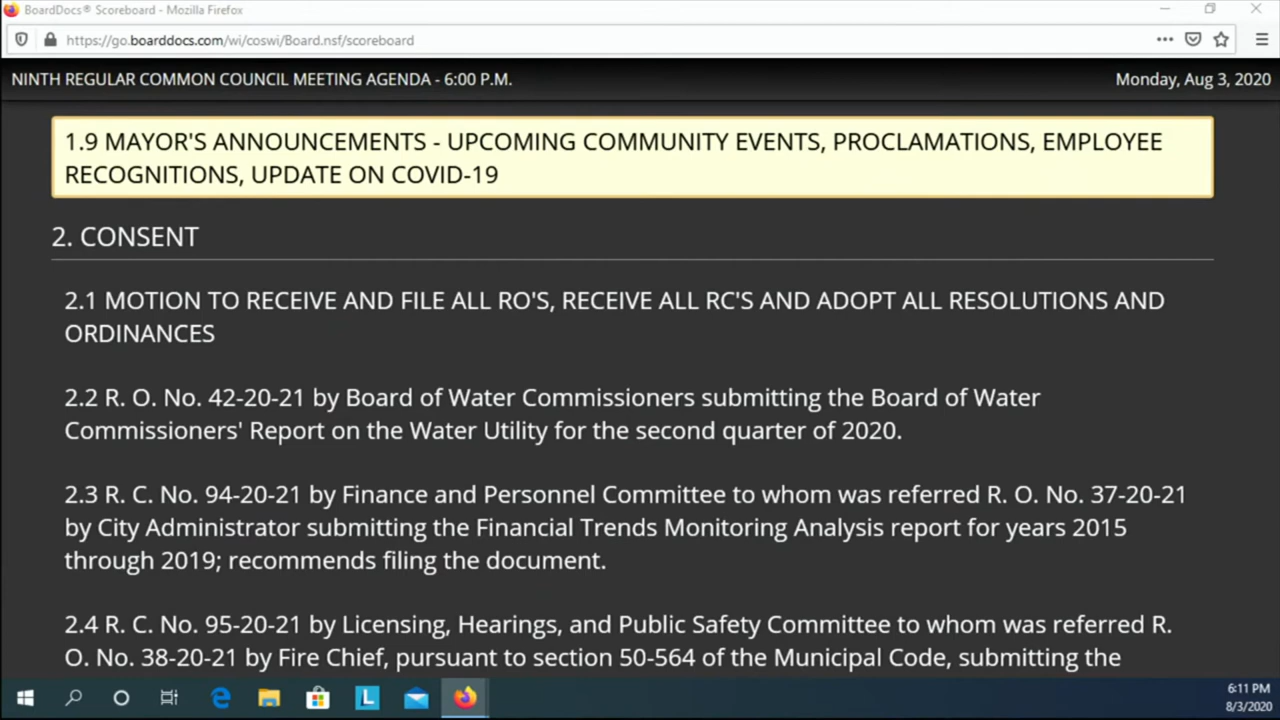 BoardDocs® Scoreboard - Mozilla Firefox
https://go.boarddocs.com/wi/coswi/Board.nsf/scoreboard
NINTH REGULAR COMMON COUNCIL MEETING AGENDA - 6:00 P.M.
Monday, Aug 3, 2020
1.9 MAYOR'S ANNOUNCEMENTS - UPCOMING COMMUNITY EVENTS, PROCLAMATIONS, EMPLOYEE
RECOGNITIONS, UPDATE ON COVID-19
2. CONSENT
2.1 MOTION TO RECEIVE AND FILE ALL RO'S, RECEIVE ALL RC'S AND ADOPT ALL RESOLUTIONS AND
ORDINANCES
2.2 R. O. No. 42-20-21 by Board of Water Commissioners submitting the Board of Water
Commissioners' Report on the Water Utility for the second quarter of 2020.
2.3 R. C. No. 94-20-21 by Finance and Personnel Committee to whom was referred R. O. No. 37-20-21
by City Administrator submitting the Financial Trends Monitoring Analysis report for years 2015
through 2019; recommends filing the document.
2.4 R. C. No. 95-20-21 by Licensing, Hearings, and Public Safety Committee to whom was referred R.
O. No. 38-20-21 by Fire Chief, pursuant to section 50-564 of the Municipal Code, submitting the
L
6:11 PM
8/3/2020